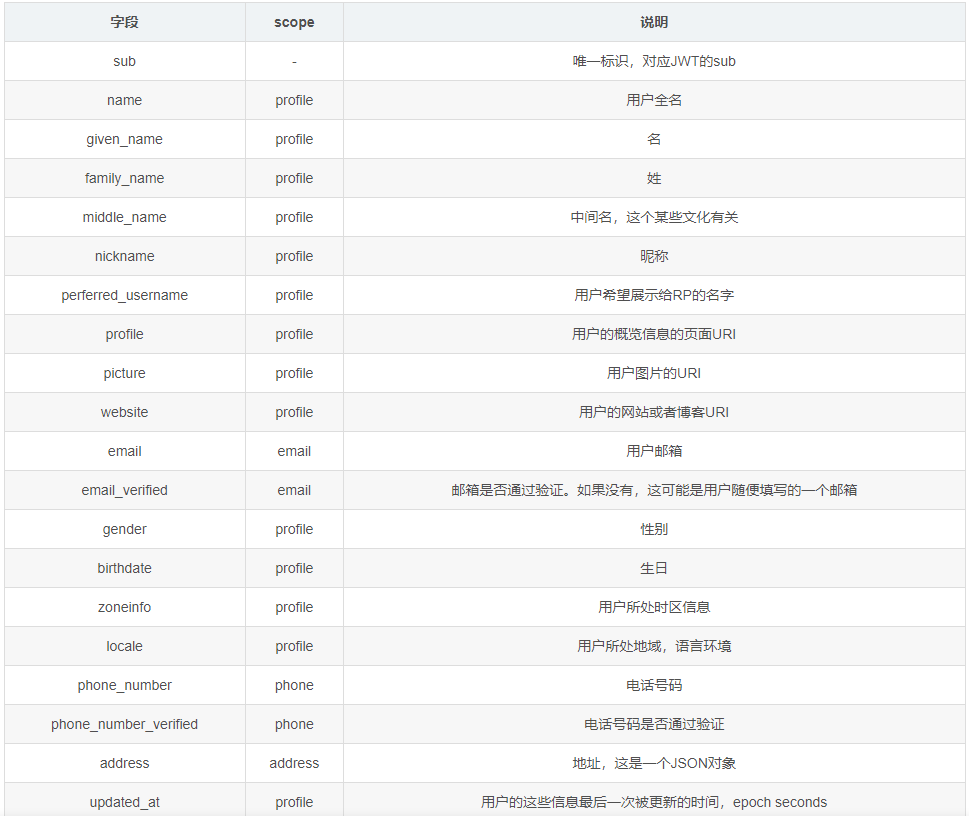 字段 scope 说明
sub - 唯一标识，对应JWT的sub
name profile 用户全名
given_name profile 名
family_name profile 姓
middle_name profile 中间名，这个某些文化有关
nickname profile 昵称
perferred_username profile 用户希望展示给RP的名字
profile profile 用户的概览信息的页面URI
picture profile 用户图片的URI
website profile 用户的网站或者博客URI
email email 用户邮箱
email_verified email 邮箱是否通过验证。如果没有，这可能是用户随便填写的一个邮箱
gender profile 性别
birthdate profile 生日
zoneinfo profile 用户所处时区信息
locale profile 用户所处地域，语言环境
phone_number phone 电话号码
phone_number_verified phone 电话号码是否通过验证
address address 地址，这是一个JSON对象
updated_at profile 用户的这些信息最后一次被更新的时间，epoch seconds